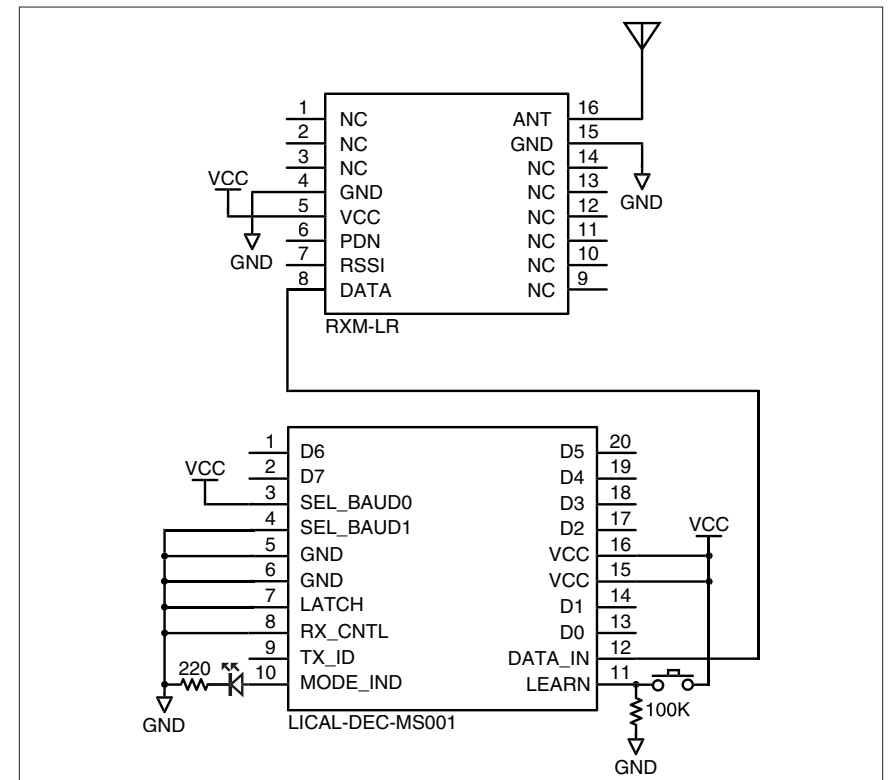 1 NC ANT 16
2 NC GND 15
3 NC NC 14
VCC 4 GND NC 13 GND
5 VCC NC 12
6 PDN NC 11
GND 7 RSSI NC 10
8 DATA NC 9
RXM-LR
1 D6 D5 20
VCC 2 D7 D4 19
3 SEL_BAUD0 D3 18
4 SEL_BAUD1 D2 17 VCC
5 GND VCC 16
6 GND VCC 15
7 LATCH D1 14
8 RX_CNTL D0 13
9 TX_ID DATA_IN 12
220 10 MODE_IND LEARN 11
GND LICAL-DEC-MS001 100K
GND